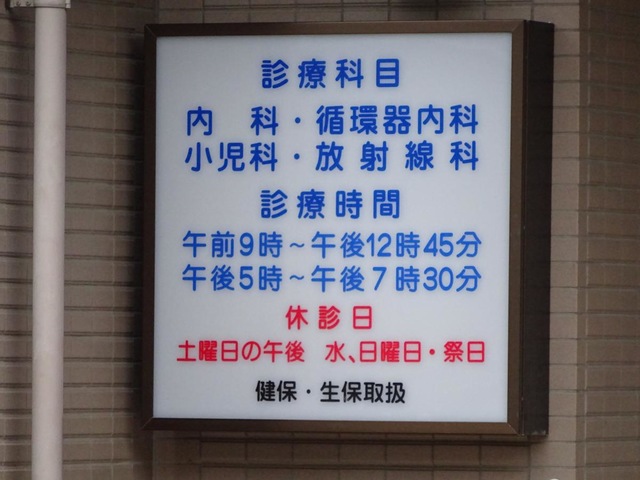 診療科目
内　科・循環器内科
小児科・放射線科
診療時間
午前9時～午後12時45分
午後5時～午後7時30分
休診日
土曜日の午後　水、日曜日・祭日
健保・生保取扱